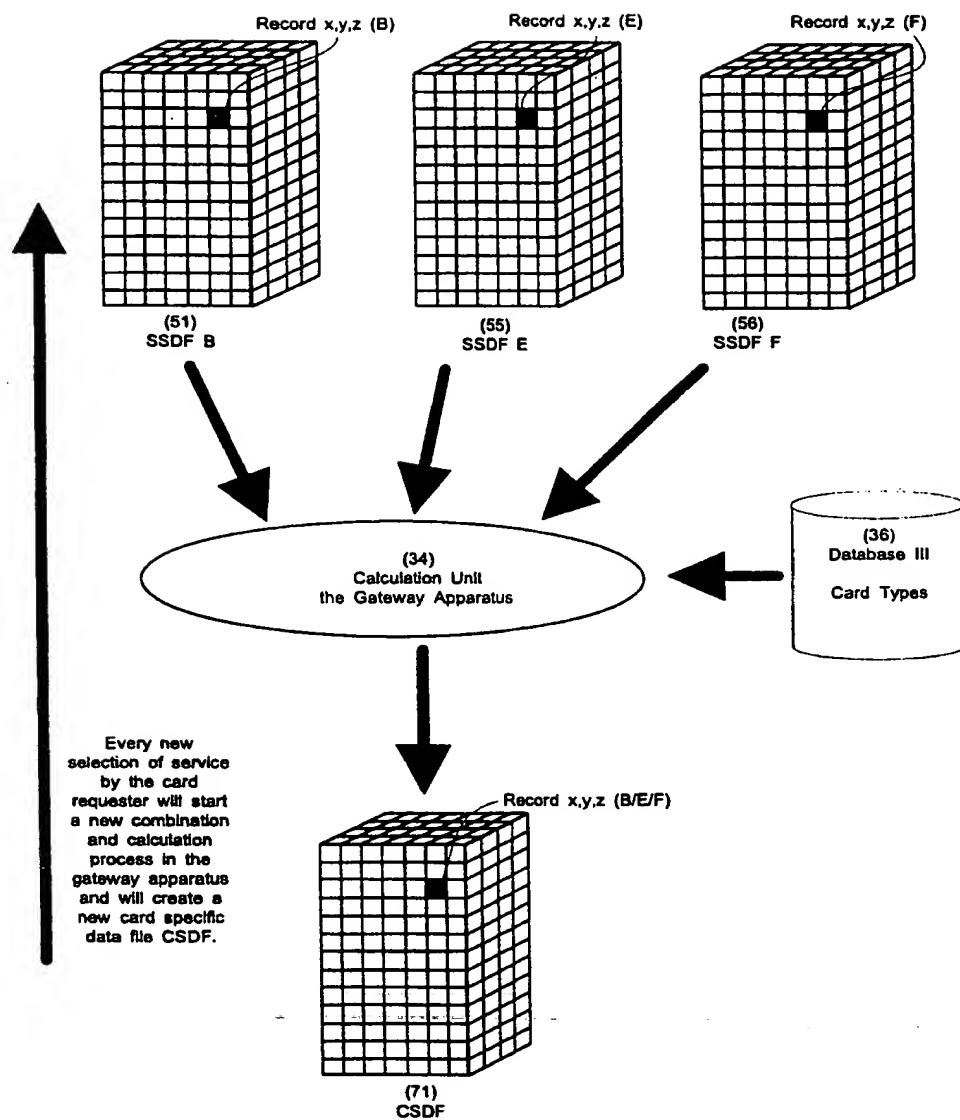 Record x,y,z (B)
Record x,y,z (E)
Record x,y,z (F)
(51)
SSDF B
(55)
SSDF E
(56)
SSDF F
(34)
Calculation Unit
the Gateway Apparatus
(36)
Database III
Card Types
Every new
selection of service
by the card
requester will start
a new combination
and calculation
process in the
gateway apparatus
and will create a
new card specific
data file CSDF.
Record x,y,z (B/E/F)
(71)
CSDF